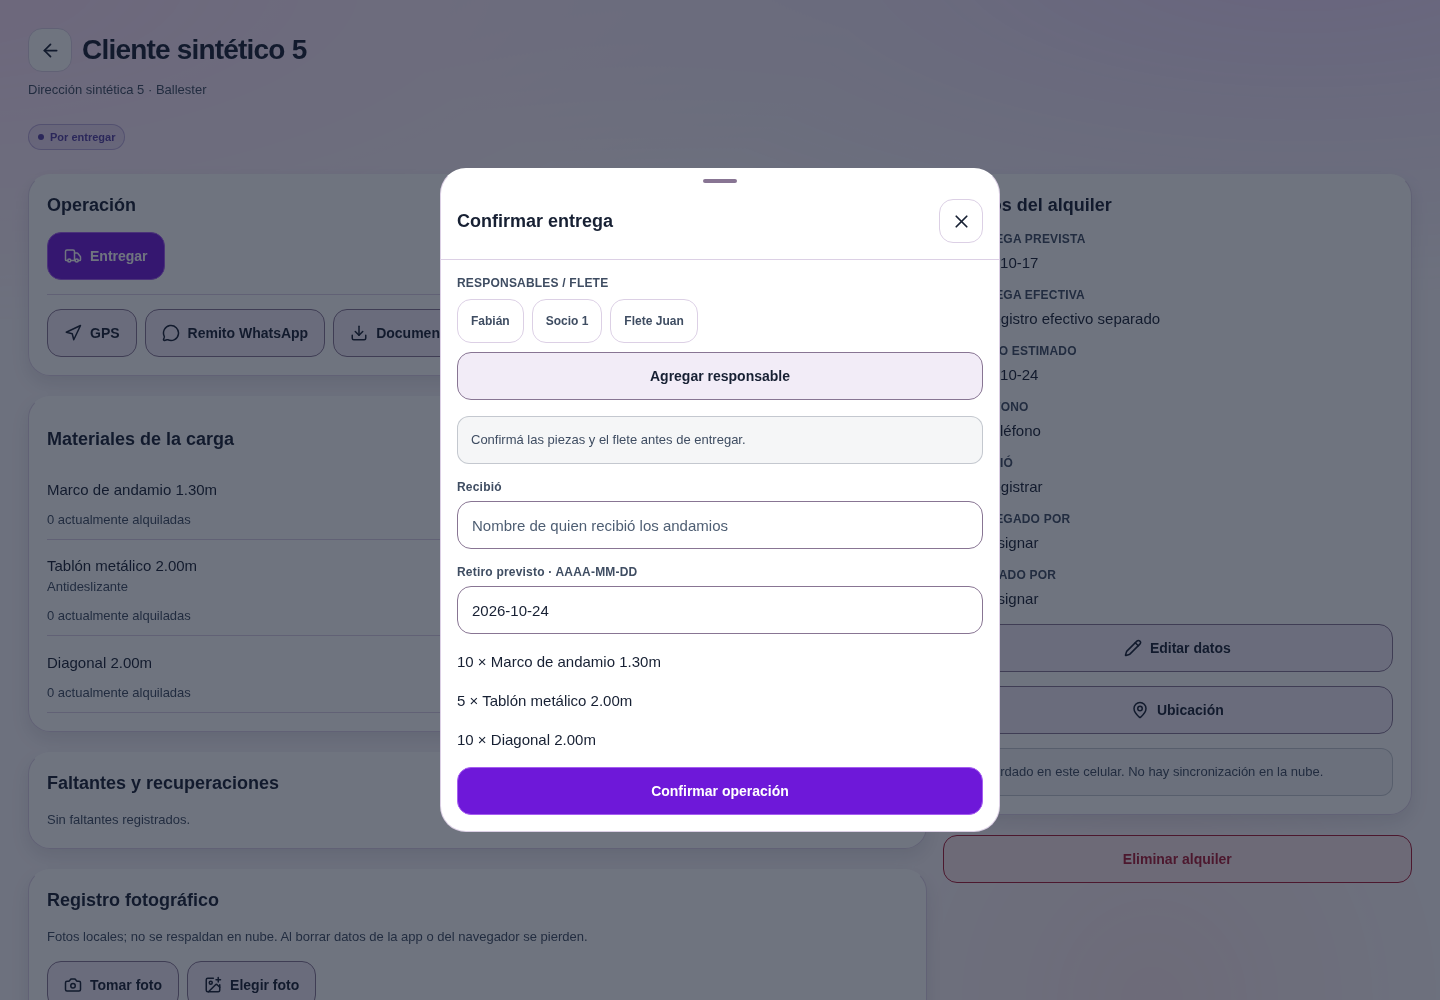 Cliente sintético 5
Dirección sintética 5 · Ballester
Por entregar
Operación
Entregar
GPS
Remito WhatsApp
Materiales de la carga
Marco de andamio 1.30m
0 actualmente alquiladas
Tablón metálico 2.00m
Antideslizante
0 actualmente alquiladas
Diagonal 2.00m
0 actualmente alquiladas
Faltantes y recuperaciones
Sin faltantes registrados.
Registro fotográfico
Fotos locales; no se respaldan en nube. Al borrar datos de la app o del navegador se pierden.
Tomar foto
Elegir foto
Confirmar entrega
RESPONSABLES / FLETE
Fabián
Socio 1
Flete Juan
Agregar responsable
Confirmá las piezas y el flete antes de entregar.
Recibió
Nombre de quien recibió los andamios
Retiro previsto · AAAA-MM-DD
2026-10-24
10 × Marco de andamio 1.30m
5 × Tablón metálico 2.00m
10 × Diagonal 2.00m
Confirmar operación
del alquiler
PREVISTA
10-17
EFECTIVA
efectivo separado
ESTIMADO
10-24
POR
POR
Editar datos
Ubicación
en este celular. No hay sincronización en la nube.
Eliminar alquiler